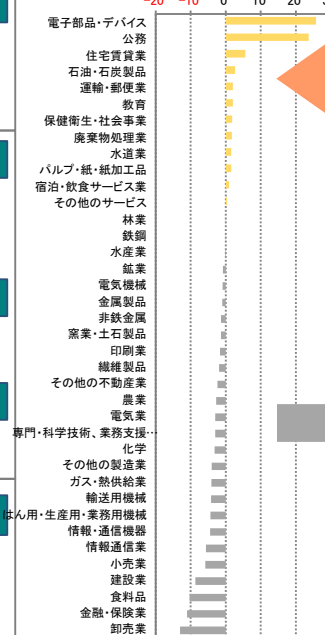 -20 -10 0 10 20 3
電子部品・デバイス
公務
住宅賃貸業
石油・石炭製品
運輸・郵便業
教育
保健衛生・社会事業
廃棄物処理業
水道業
パルプ・紙・紙加工品
宿泊・飲食サービス業
その他のサービス
林業
鉄鋼
水産業
鉱業
電気機械
金属製品
非鉄金属
窯業・土石製品
印刷業
繊維製品
その他の不動産業
農業
電気業
専門・科学技術、業務支援…
化学
その他の製造業
ガス・熱供給業
輸送用機械
はん用・生産用・業務用機械
情報・通信機器
情報通信業
小売業
建設業
食料品
金融・保険業
卸売業